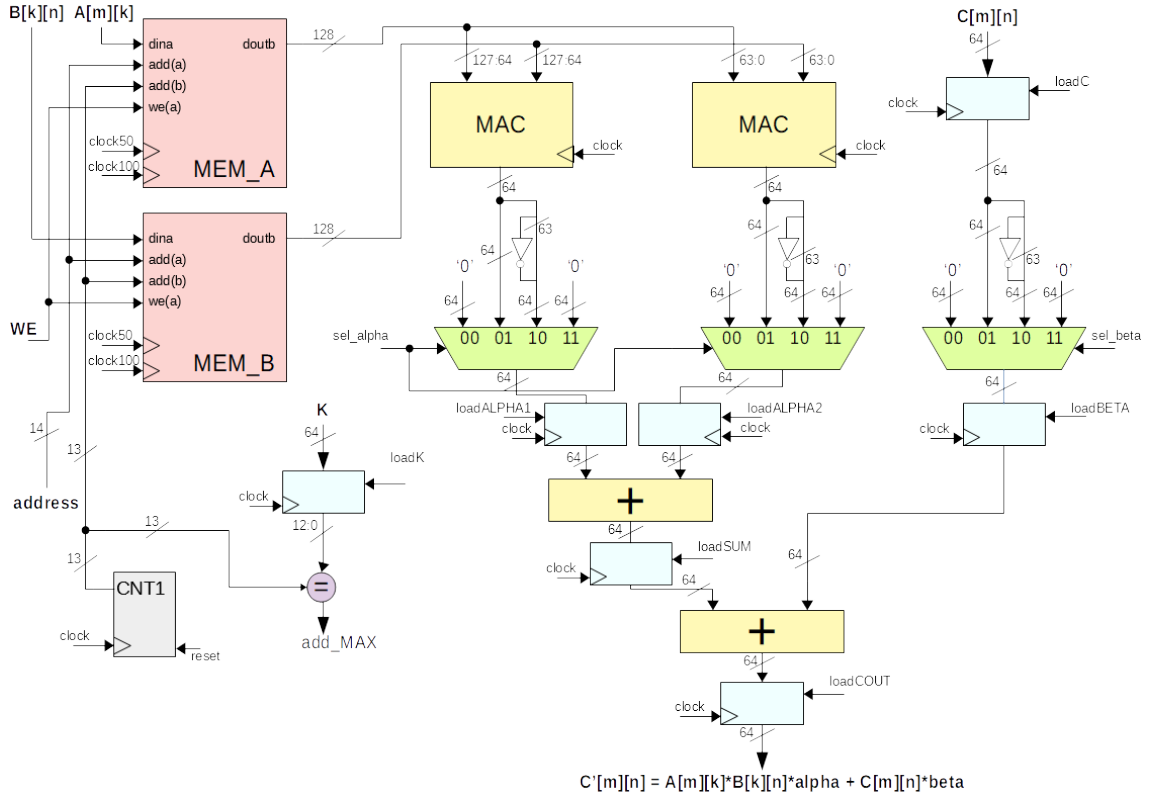 B[k][n] A[m][k]
C[m][n]
dina
doutb
add(a)
add(b)
we(a)
clock50
clock100
MEM_A
128
127:64
127:64
63:0
63:0
MAC
clock
MAC
clock
64
loadC
clock
64
64
64
dina
doutb
add(a)
add(b)
we(a)
clock50
clock100
MEM_B
128
WE
64
63
'0'
'0'
64
64
64
00 01 10 11
sel_alpha
64
64
63
'0'
'0'
64
64
64
00 01 10 11
64
64
63
'0'
'0'
64
64
64
00 01 10 11
sel_beta
64
loadALPHA1
clock
64
loadALPHA2
clock
64
loadBETA
clock
14
13
address
K
64
loadK
clock
12:0
13
13
=
add_MAX
CNT1
clock
reset
+
64
loadSUM
clock
64
64
+
64
loadCOUT
clock
64
C'[m][n] = A[m][k]*B[k][n]*alpha + C[m][n]*beta